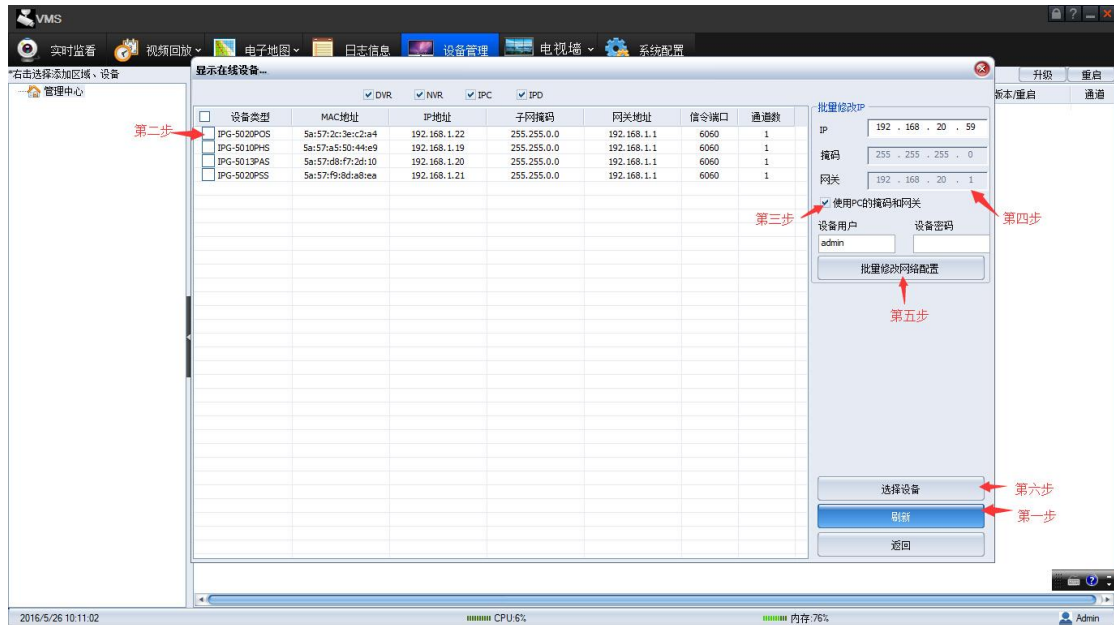 VMS
实时监看 视频回放 电子地图 日志信息 设备管理 电视墙 系统配置
*右击选择添加区域、设备
管理中心
升级 重启
版本/重启 通道
显示在线设备...
DVR NVR IPC IPD
设备类型 MAC地址 IP地址 子网掩码 网关地址 信令端口 通道数
IPG-5020POS 5a:57:2c:3e:c2:a4 192.168.1.22 255.255.0.0 192.168.1.1 6060 1
IPG-5010PHS 5a:57:a5:50:44:e9 192.168.1.19 255.255.0.0 192.168.1.1 6060 1
IPG-5013PAS 5a:57:d8:f7:2d:10 192.168.1.20 255.255.0.0 192.168.1.1 6060 1
IPG-5020PSS 5a:57:f9:8d:a8:ea 192.168.1.21 255.255.0.0 192.168.1.1 6060 1
第二步
批量修改IP
IP 192 . 168 . 20 . 59
掩码 255 . 255 . 255 . 0
网关 192 . 168 . 20 . 1
使用PC的掩码和网关
第三步
第四步
设备用户 设备密码
admin
批量修改网络配置
第五步
选择设备
第六步
刷新
第一步
返回
2016/5/26 10:11:02 CPU:6% 内存:76% Admin